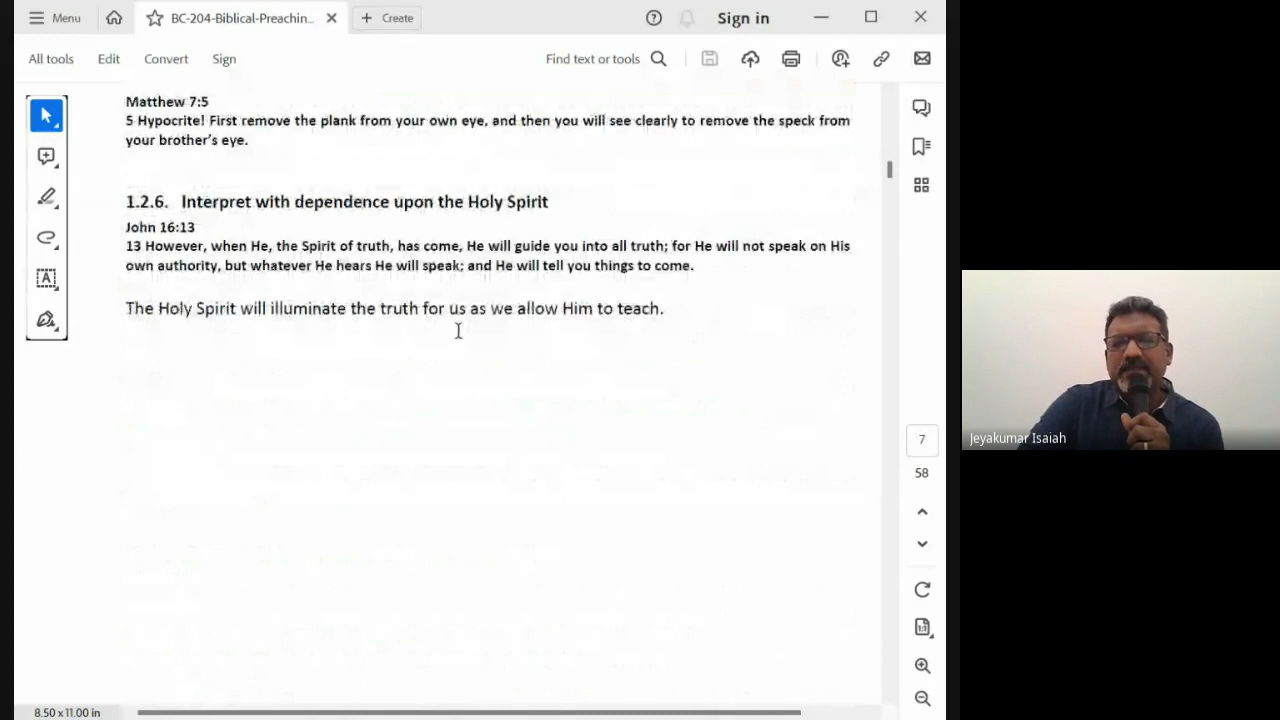 Menu
BC-204-Biblical-Preachin...
Create
Sign in
All tools
Edit
Convert
Sign
Find text or tools
Matthew 7:5
5 Hypocrite! First remove the plank from your own eye, and then you will see clearly to remove the speck from
your brother's eye.
1.2.6. Interpret with dependence upon the Holy Spirit
John 16:13
13 However, when He, the Spirit of truth, has come, He will guide you into all truth; for He will not speak on His
own authority, but whatever He hears He will speak; and He will tell you things to come.
The Holy Spirit will illuminate the truth for us as we allow Him to teach.
7
58
8.50 x 11.00 in
Jeyakumar Isaiah